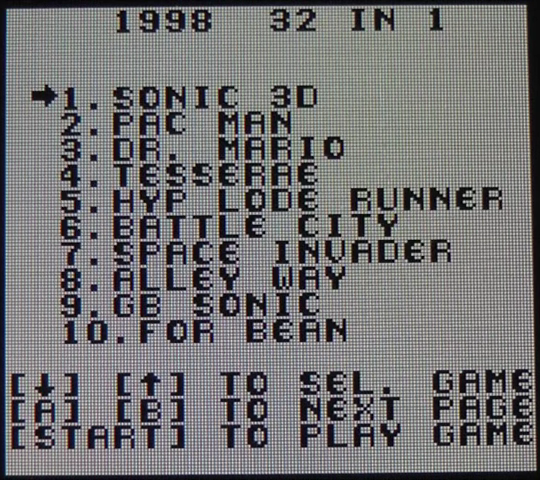 1998 32 IN 1
➡1. SONIC 3D
2. PAC MAN
3. DR. MARIO
4. TESSERAE
5. HYP LODE RUNNER
6. BATTLE CITY
7. SPACE INVADER
8. ALLEY WAY
9. GB SONIC
10. FOR BEAN
[↓] [↑] TO SEL. GAME
[A] [B] TO NEXT PAGE
[START] TO PLAY GAME